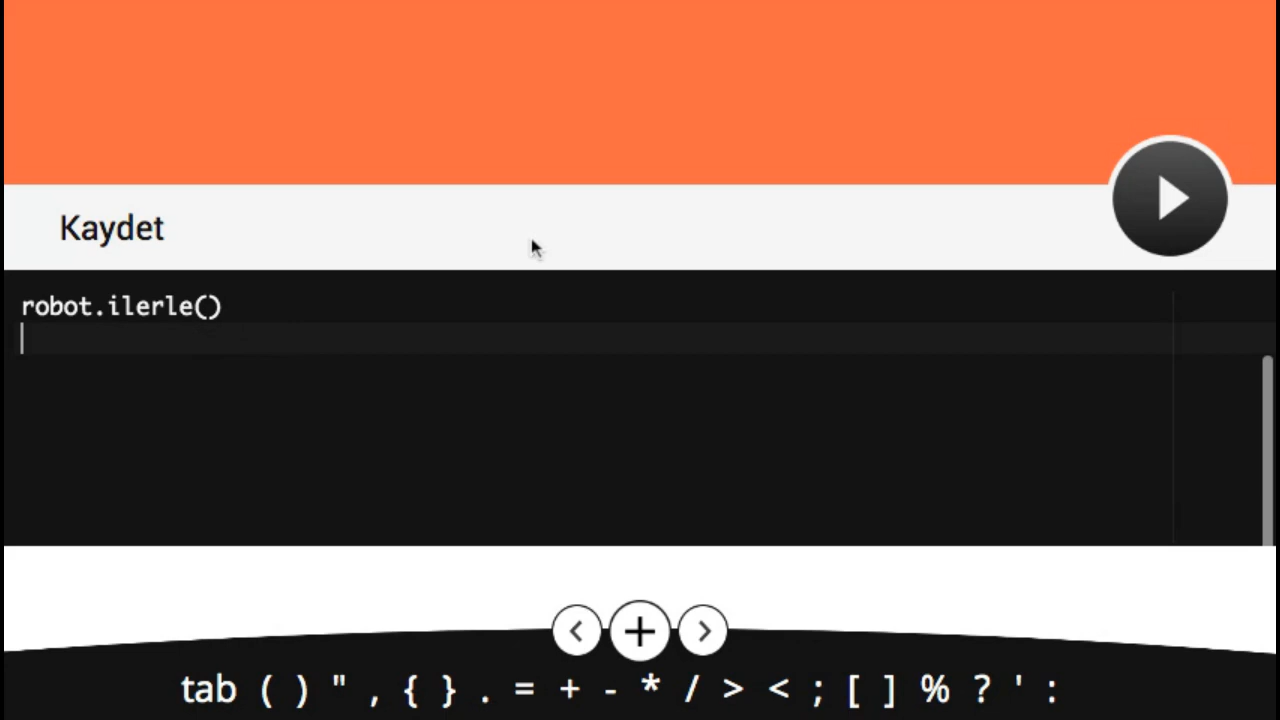 Kaydet
robot.ilerle()
tab ( ) " , { } . = + - * / > < ; [ ] % ? ' :